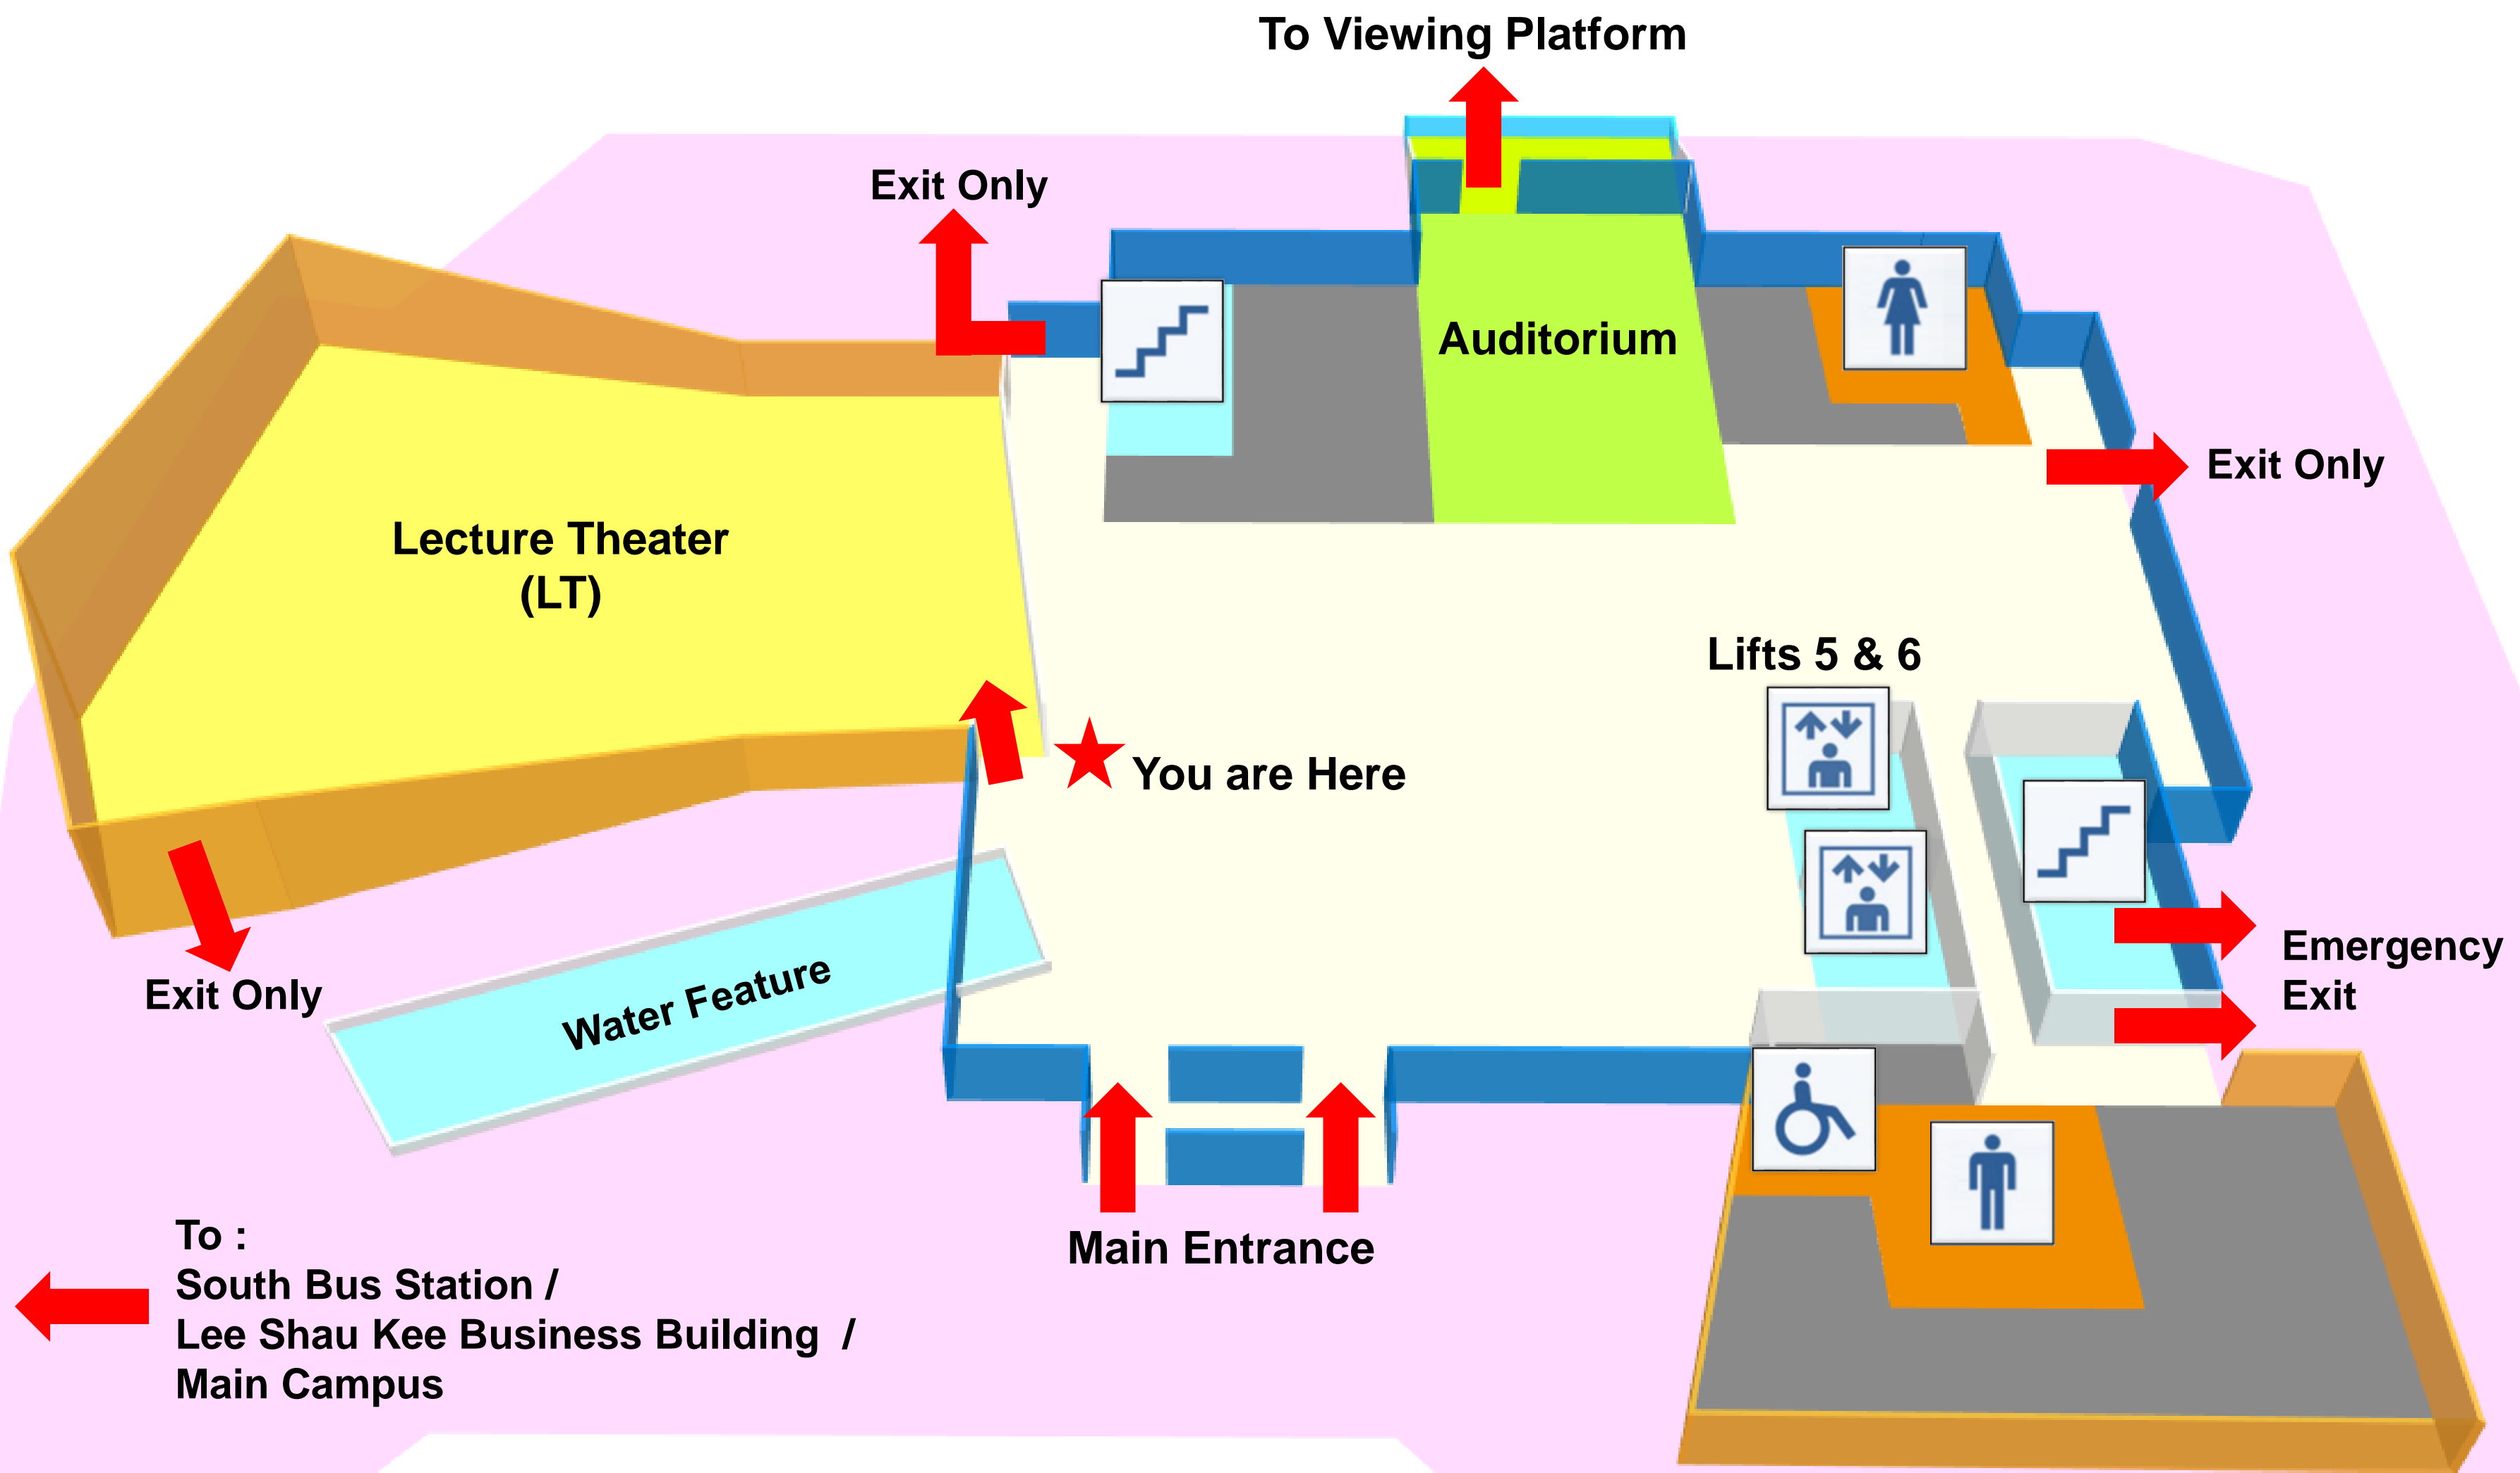 To Viewing Platform
Exit Only
Auditorium
Exit Only
Lecture Theater
(LT)
Lifts 5 & 6
You are Here
Emergency
Exit
Exit Only
Water Feature
Main Entrance
To :
South Bus Station /
Lee Shau Kee Business Building /
Main Campus